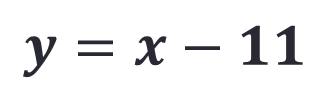 y = x − 11